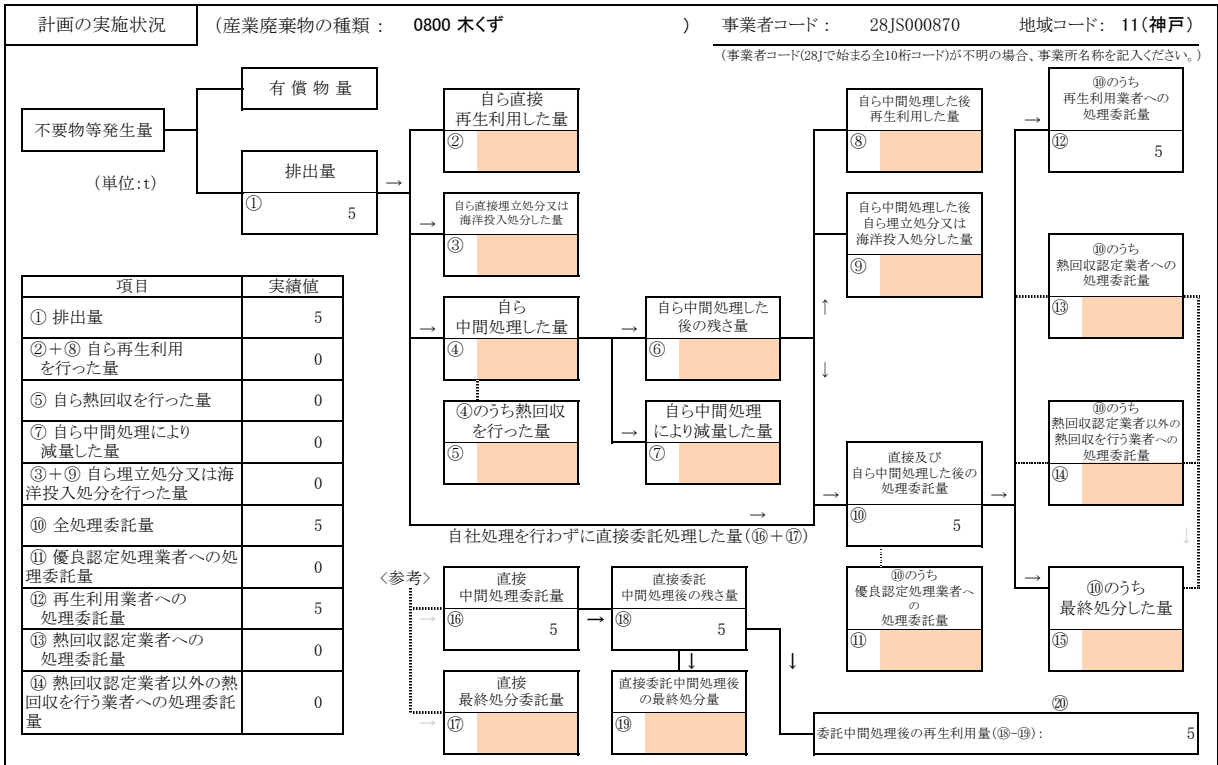 計画の実施状況
(産業廃棄物の種類： 0800 木くず )
事業者コード： 28JS000870 地域コード： 11(神戸)
(事業者コード(28Jで始まる全10桁コード)が不明の場合、事業所名称を記入ください。)
不要物等発生量
(単位:t)
有償物量
排出量
① 5
→
自ら直接
再生利用した量
②
→
自ら直接埋立処分又は
海洋投入処分した量
③
→
自ら
中間処理した量
④
④のうち熱回収
を行った量
⑤
→
自ら中間処理した
後の残さ量
⑥
→
自ら中間処理
により減量した量
⑦
自ら中間処理した後
再生利用した量
⑧
自ら中間処理した後
自ら埋立処分又は
海洋投入処分した量
⑨
↑
↓
→
直接及び
自ら中間処理した後の
処理委託量
⑩ 5
→
⑩のうち
優良認定処理業者へ
の
処理委託量
⑪
→
⑩のうち
再生利用業者への
処理委託量
⑫ 5
⑩のうち
熱回収認定業者への
処理委託量
⑬
⑩のうち
熱回収認定業者以外の
熱回収を行う業者への
処理委託量
⑭
↓
→
⑩のうち
最終処分した量
⑮
項目 実績値
① 排出量 5
②＋⑧ 自ら再生利用
を行った量 0
⑤ 自ら熱回収を行った量 0
⑦ 自ら中間処理により
減量した量 0
③＋⑨ 自ら埋立処分又は海
洋投入処分を行った量 0
⑩ 全処理委託量 5
⑪ 優良認定処理業者への処
理委託量 0
⑫ 再生利用業者への
処理委託量 5
⑬ 熱回収認定業者への
処理委託量 0
⑭ 熱回収認定業者以外の熱
回収を行う業者への処理委託
量 0
→
自社処理を行わずに直接委託処理した量(⑯＋⑰)
〈参考〉
→
直接
中間処理委託量
⑯ 5
→
直接委託
中間処理後の残さ量
⑱ 5
↓
↓
→
直接
最終処分委託量
⑰
直接委託中間処理後
の最終処分量
⑲
⑳
委託中間処理後の再生利用量(⑱-⑲)： 5